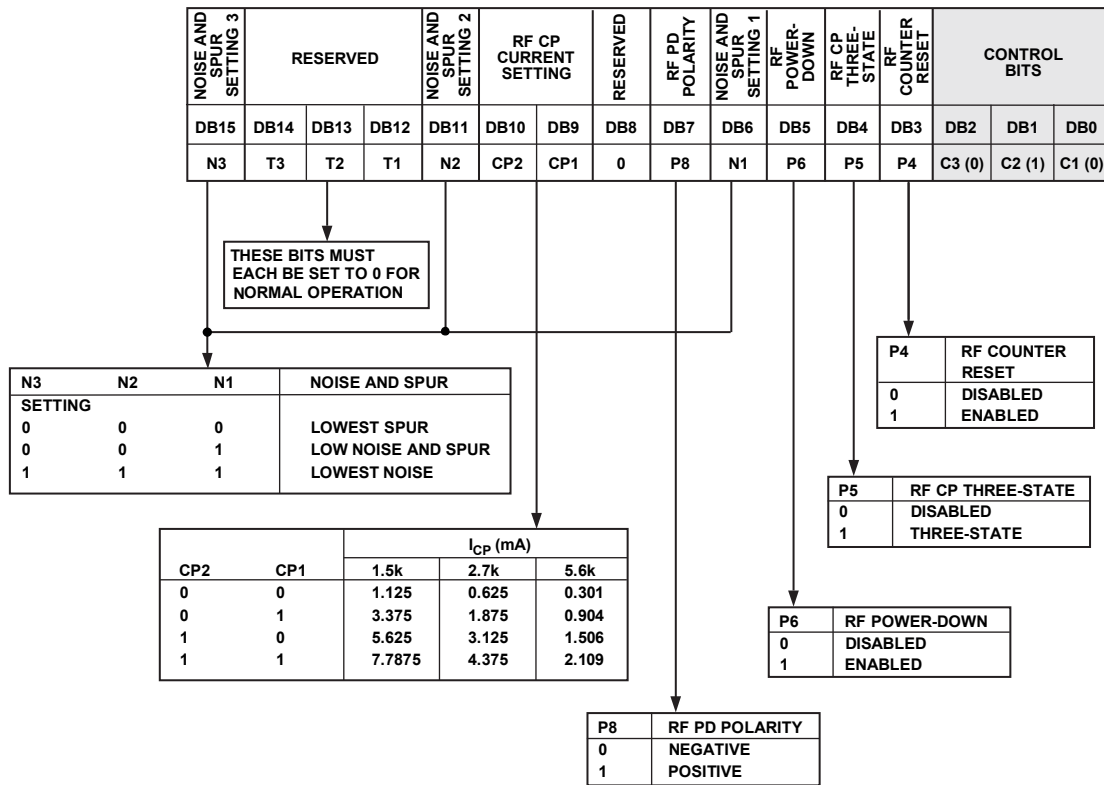 NOISE AND
SPUR
SETTING 3
RESERVED
NOISE AND
SPUR
SETTING 2
RF CP
CURRENT
SETTING
RESERVED
RF PD
POLARITY
NOISE AND
SPUR
SETTING 1
RF
POWER-
DOWN
RF CP
THREE-
STATE
RF
COUNTER
RESET
CONTROL
BITS
DB15 DB14 DB13 DB12 DB11 DB10 DB9 DB8 DB7 DB6 DB5 DB4 DB3 DB2 DB1 DB0
N3 T3 T2 T1 N2 CP2 CP1 0 P8 N1 P6 P5 P4 C3 (0) C2 (1) C1 (0)
THESE BITS MUST
EACH BE SET TO 0 FOR
NORMAL OPERATION
N3 N2 N1 NOISE AND SPUR
SETTING
0 0 0 LOWEST SPUR
0 0 1 LOW NOISE AND SPUR
1 1 1 LOWEST NOISE
P4 RF COUNTER
RESET
0 DISABLED
1 ENABLED
P5 RF CP THREE-STATE
0 DISABLED
1 THREE-STATE
ICP (mA)
CP2 CP1 1.5k 2.7k 5.6k
0 0 1.125 0.625 0.301
0 1 3.375 1.875 0.904
1 0 5.625 3.125 1.506
1 1 7.7875 4.375 2.109
P6 RF POWER-DOWN
0 DISABLED
1 ENABLED
P8 RF PD POLARITY
0 NEGATIVE
1 POSITIVE